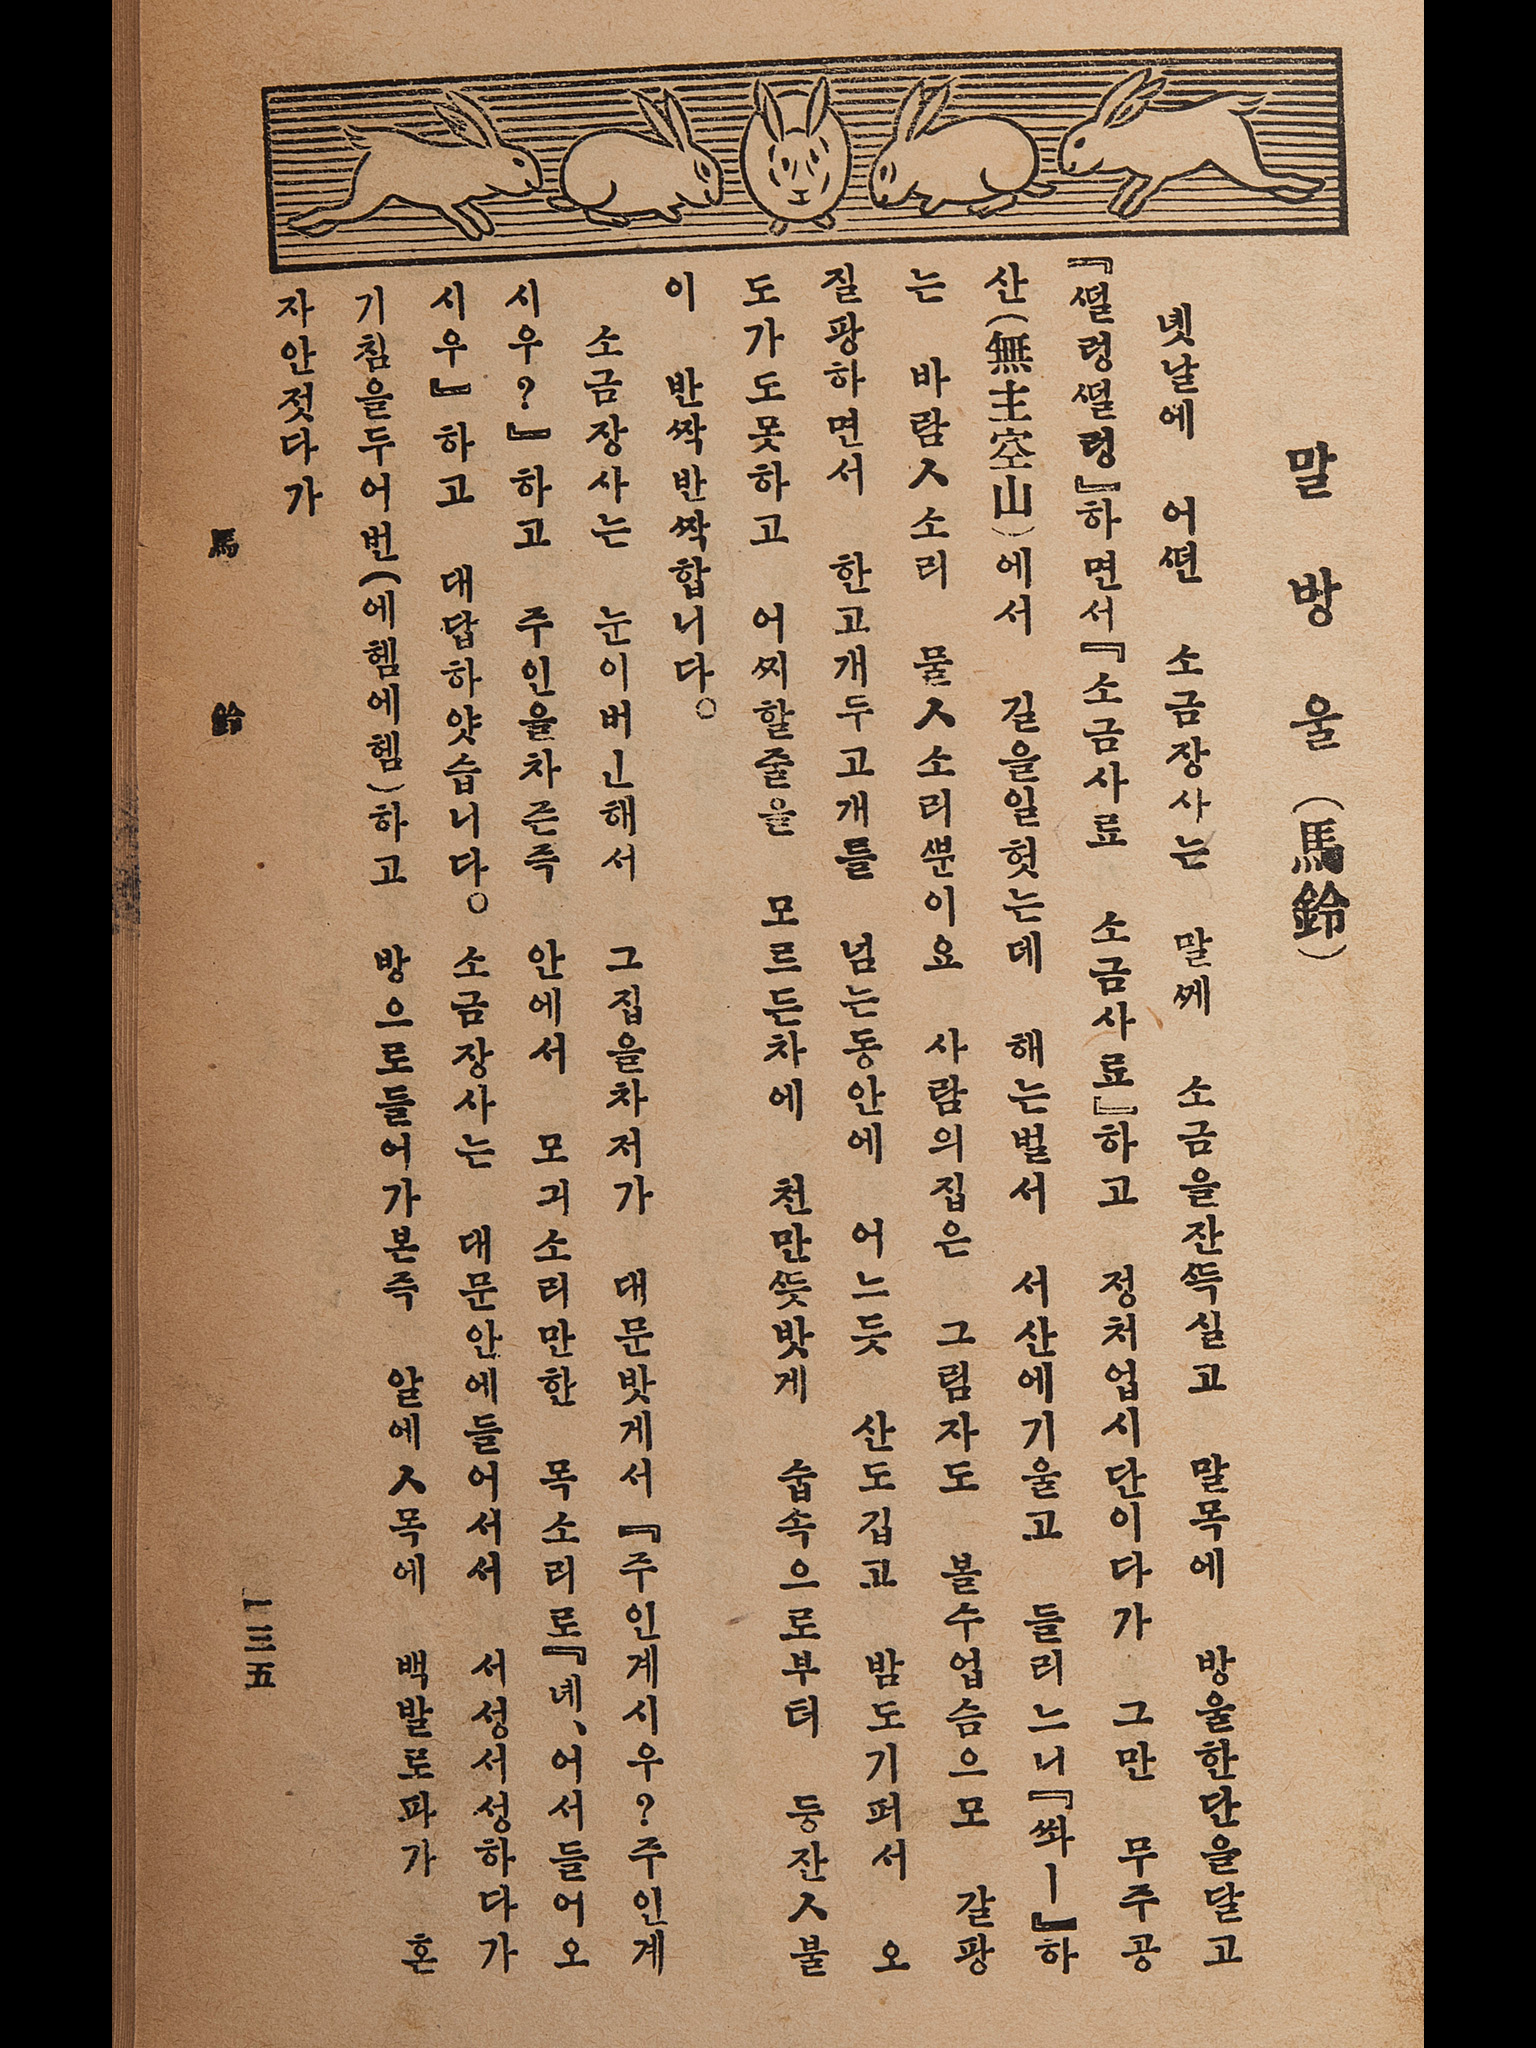 말방울 (馬鈴)
녯날에 어떤 소금장사는 말께 소금을잔뜩실고 말목에 방울한단을달고
『떨렁떨렁』하면서『소금사료 소금사료』하고 정처업시단이다가 그만 무주공
산(無主空山)에서 길을일헛는데 해는벌서 서산에기울고 들리느니『쏴ㅣ』하
는 바람ㅅ소리 물ㅅ소리뿐이요 사람의집은 그림자도 볼수업슴으모 갈팡
질팡하면서 한고개두고개를 넘는동안에 어느듯 산도깁고 밤도기퍼서 오
도가도못하고 어찌할줄을 모르든차에 천만뜻밧게 숩속으로부터 등잔ㅅ불
이 반짝반짝합니다。
소금장사는 눈이버ㄴ해서 그집을차저가 대문밧게서『주인계시우?주인계
시우?』하고 주인을차즌즉 안에서 모긔소리만한 목소리로『녜、어서들어오
시우』하고 대답하얏습니다。소금장사는 대문안에들어서서 서성서성하다가
기침을두어번(에헴에헴)하고 방으로들어가본즉 알에ㅅ목에 백발로파가 혼
자안젓다가
馬鈴
一三五